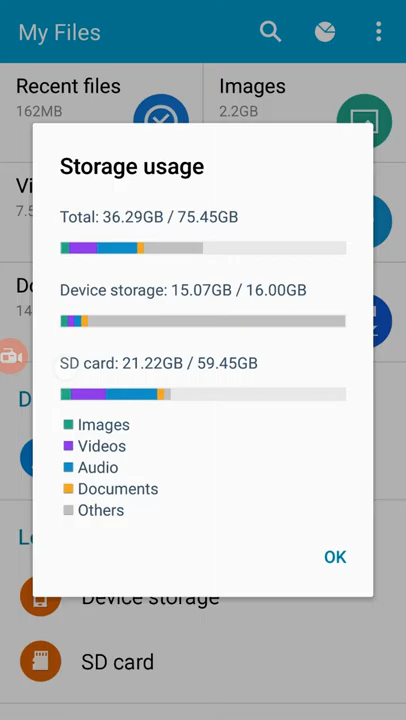 My Files
Recent files
162MB
Images
2.2GB
Storage usage
Total: 36.29GB / 75.45GB
Device storage: 15.07GB / 16.00GB
SD card: 21.22GB / 59.45GB
Images
Videos
Audio
Documents
Others
OK
Device storage
SD card